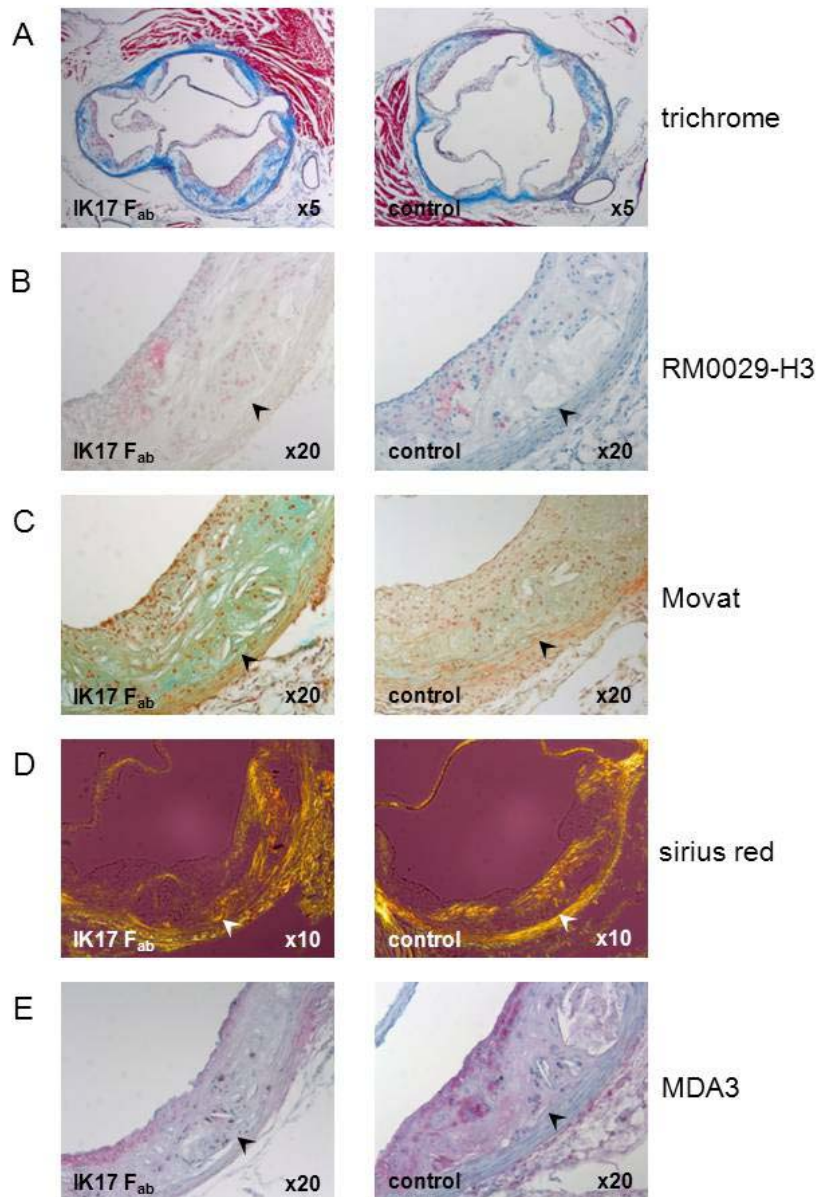 A
IK17 Fab x5
control x5
trichrome
B
IK17 Fab x20
control x20
RM0029-H3
C
IK17 Fab x20
control x20
Movat
D
IK17 Fab x10
control x10
sirius red
E
IK17 Fab x20
control x20
MDA3